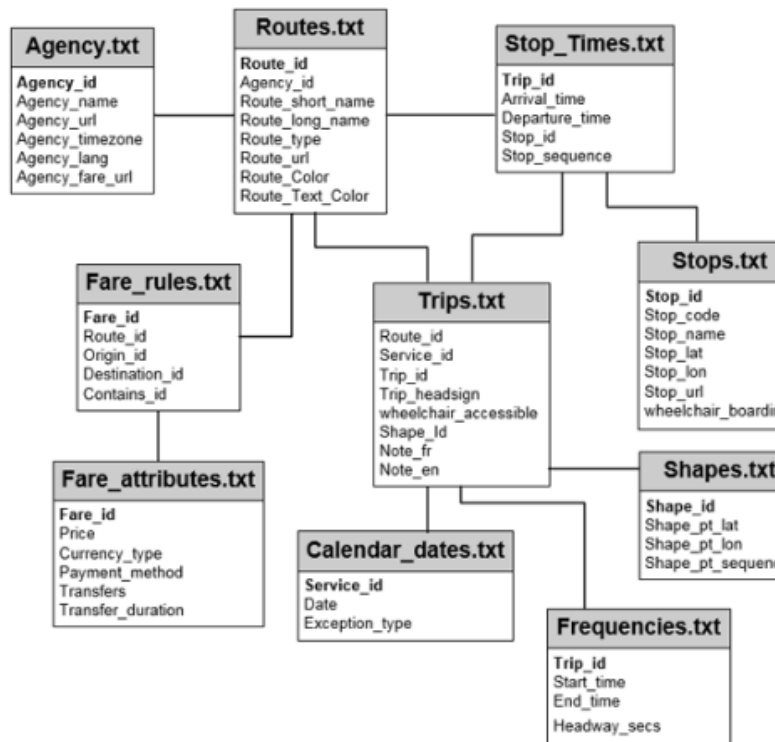 Agency.txt
Agency_id
Agency_name
Agency_url
Agency_timezone
Agency_lang
Agency_fare_url
Routes.txt
Route_id
Agency_id
Route_short_name
Route_long_name
Route_type
Route_url
Route_Color
Route_Text_Color
Stop_Times.txt
Trip_id
Arrival_time
Departure_time
Stop_id
Stop_sequence
Fare_rules.txt
Fare_id
Route_id
Origin_id
Destination_id
Contains_id
Trips.txt
Route_id
Service_id
Trip_id
Trip_headsign
wheelchair_accessible
Shape_Id
Note_fr
Note_en
Stops.txt
Stop_id
Stop_code
Stop_name
Stop_lat
Stop_lon
Stop_url
wheelchair_boardin
Fare_attributes.txt
Fare_id
Price
Currency_type
Payment_method
Transfers
Transfer_duration
Calendar_dates.txt
Service_id
Date
Exception_type
Shapes.txt
Shape_id
Shape_pt_lat
Shape_pt_lon
Shape_pt_sequenc
Frequencies.txt
Trip_id
Start_time
End_time
Headway_secs